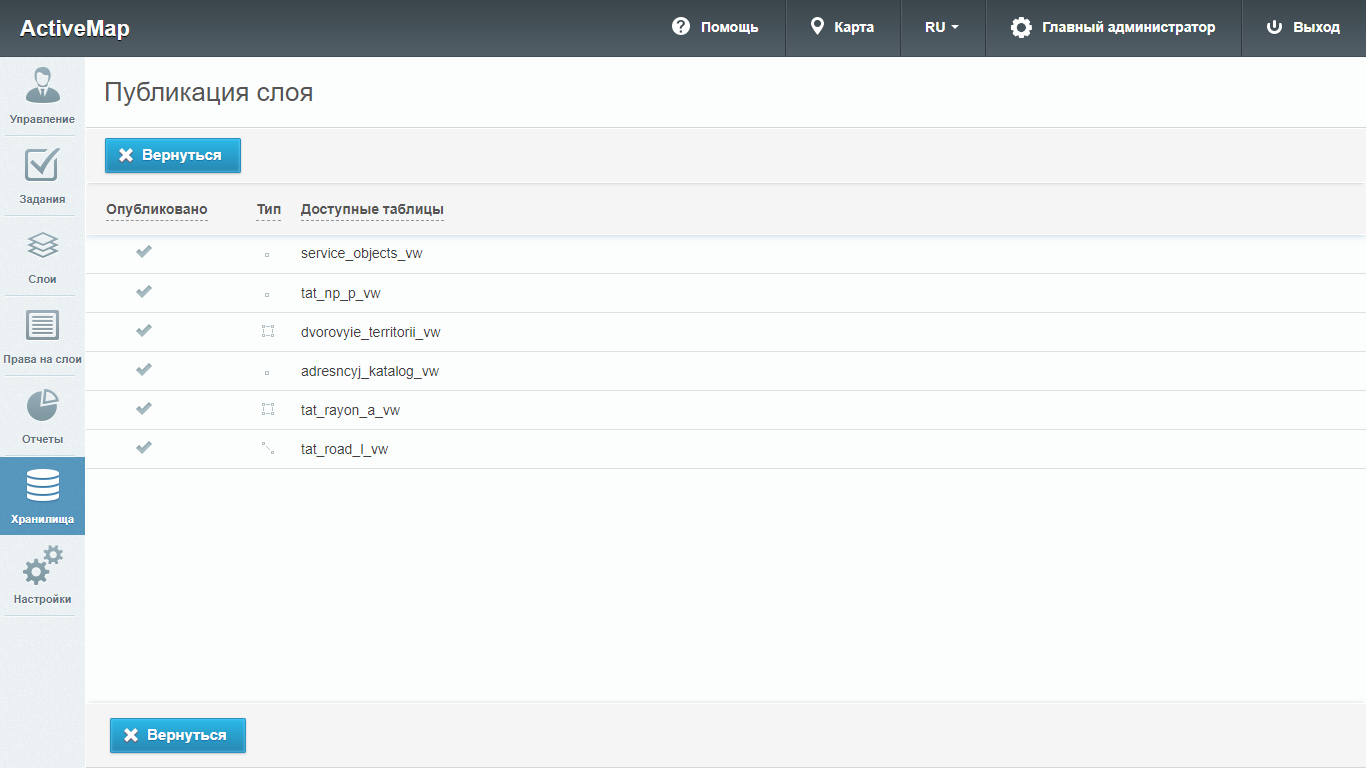 ActiveMap
Помощь
Карта
RU
Главный администратор
Выход
Управление
Задания
Слои
Права на слои
Отчеты
Хранилища
Настройки
Публикация слоя
Вернуться
Опубликовано Тип Доступные таблицы
service_objects_vw
tat_np_p_vw
dvorovyie_territorii_vw
adresncyj_katalog_vw
tat_rayon_a_vw
tat_road_l_vw
Вернуться